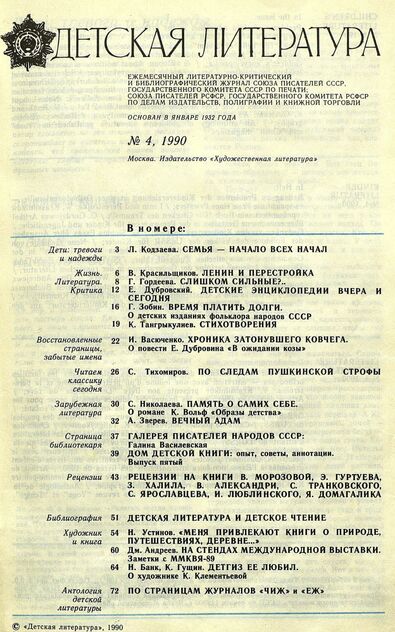 ДЕТСКАЯ ЛИТЕРАТУРА
ЕЖЕМЕСЯЧНЫЙ ЛИТЕРАТУРНО-КРИТИЧЕСКИЙ
И БИБЛИОГРАФИЧЕСКИЙ ЖУРНАЛ СОЮЗА ПИСАТЕЛЕЙ СССР,
ГОСУДАРСТВЕННОГО КОМИТЕТА СССР ПО ПЕЧАТИ;
СОЮЗА ПИСАТЕЛЕЙ РСФСР, ГОСУДАРСТВЕННОГО КОМИТЕТА РСФСР
ПО ДЕЛАМ ИЗДАТЕЛЬСТВ, ПОЛИГРАФИИ И КНИЖНОЙ ТОРГОВЛИ
ОСНОВАН В ЯНВАРЕ 1932 ГОДА
№ 4, 1990
Москва. Издательство «Художественная литература»
В номере:
Дети: тревоги 3 Л. Кодзаева. СЕМЬЯ — НАЧАЛО ВСЕХ НАЧАЛ
и надежды
Жизнь. 6 В. Красильщиков. ЛЕНИН И ПЕРЕСТРОЙКА
Литература. 8 Г. Гордеева. СЛИШКОМ СИЛЬНЫЕ?..
Критика 12 Е. Дубровский. ДЕТСКИЕ ЭНЦИКЛОПЕДИИ ВЧЕРА И
СЕГОДНЯ
16 Г. Зобин. ВРЕМЯ ПЛАТИТЬ ДОЛГИ.
О детских изданиях фольклора народов СССР
19 К. Тангрыкулиев. СТИХОТВОРЕНИЯ
Восстановленные 22 И. Васюченко. ХРОНИКА ЗАТОНУВШЕГО КОВЧЕГА.
страницы, О повести Е. Дубровина «В ожидании козы»
забытые имена
Читаем 26 С. Тихомиров. ПО СЛЕДАМ ПУШКИНСКОЙ СТРОФЫ
классику
сегодня
Зарубежная 30 С. Николаева. ПАМЯТЬ О САМИХ СЕБЕ.
литература О романе К. Вольф «Образы детства»
32 А. Зверев. ВЕЧНЫЙ АДАМ
Страница 37 ГАЛЕРЕЯ ПИСАТЕЛЕЙ НАРОДОВ СССР:
библиотекаря Галина Василевская
39 ДОМ ДЕТСКОЙ КНИГИ: опыт, советы, аннотации.
Выпуск пятый
Рецензии 43 РЕЦЕНЗИИ НА КНИГИ В. МОРОЗОВОЙ, Э. ГУРТУЕВА,
З. ХАЛИЛА, В. АЛЕКСАНДРИ, С. ТРАНКОВСКОГО,
С. ЯРОСЛАВЦЕВА, И. ЛЮБЛИНСКОГО, Я. ДОМАГАЛИКА
Библиография 51 ДЕТСКАЯ ЛИТЕРАТУРА И ДЕТСКОЕ ЧТЕНИЕ
Художник 54 Н. Устинов. «МЕНЯ ПРИВЛЕКАЮТ КНИГИ О ПРИРОДЕ,
и книга ПУТЕШЕСТВИЯХ, ДЕРЕВНЕ...»
60 Дм. Андреев. НА СТЕНДАХ МЕЖДУНАРОДНОЙ ВЫСТАВКИ.
Заметки с ММКВЯ-89
64 Н. Банк, К. Гущин. ДЕТГИЗ ЕЕ ЛЮБИЛ.
О художнике К. Клементьевой
Антология 72 ПО СТРАНИЦАМ ЖУРНАЛОВ «ЧИЖ» и «ЕЖ»
детской
литературы
© «Детская литература», 1990